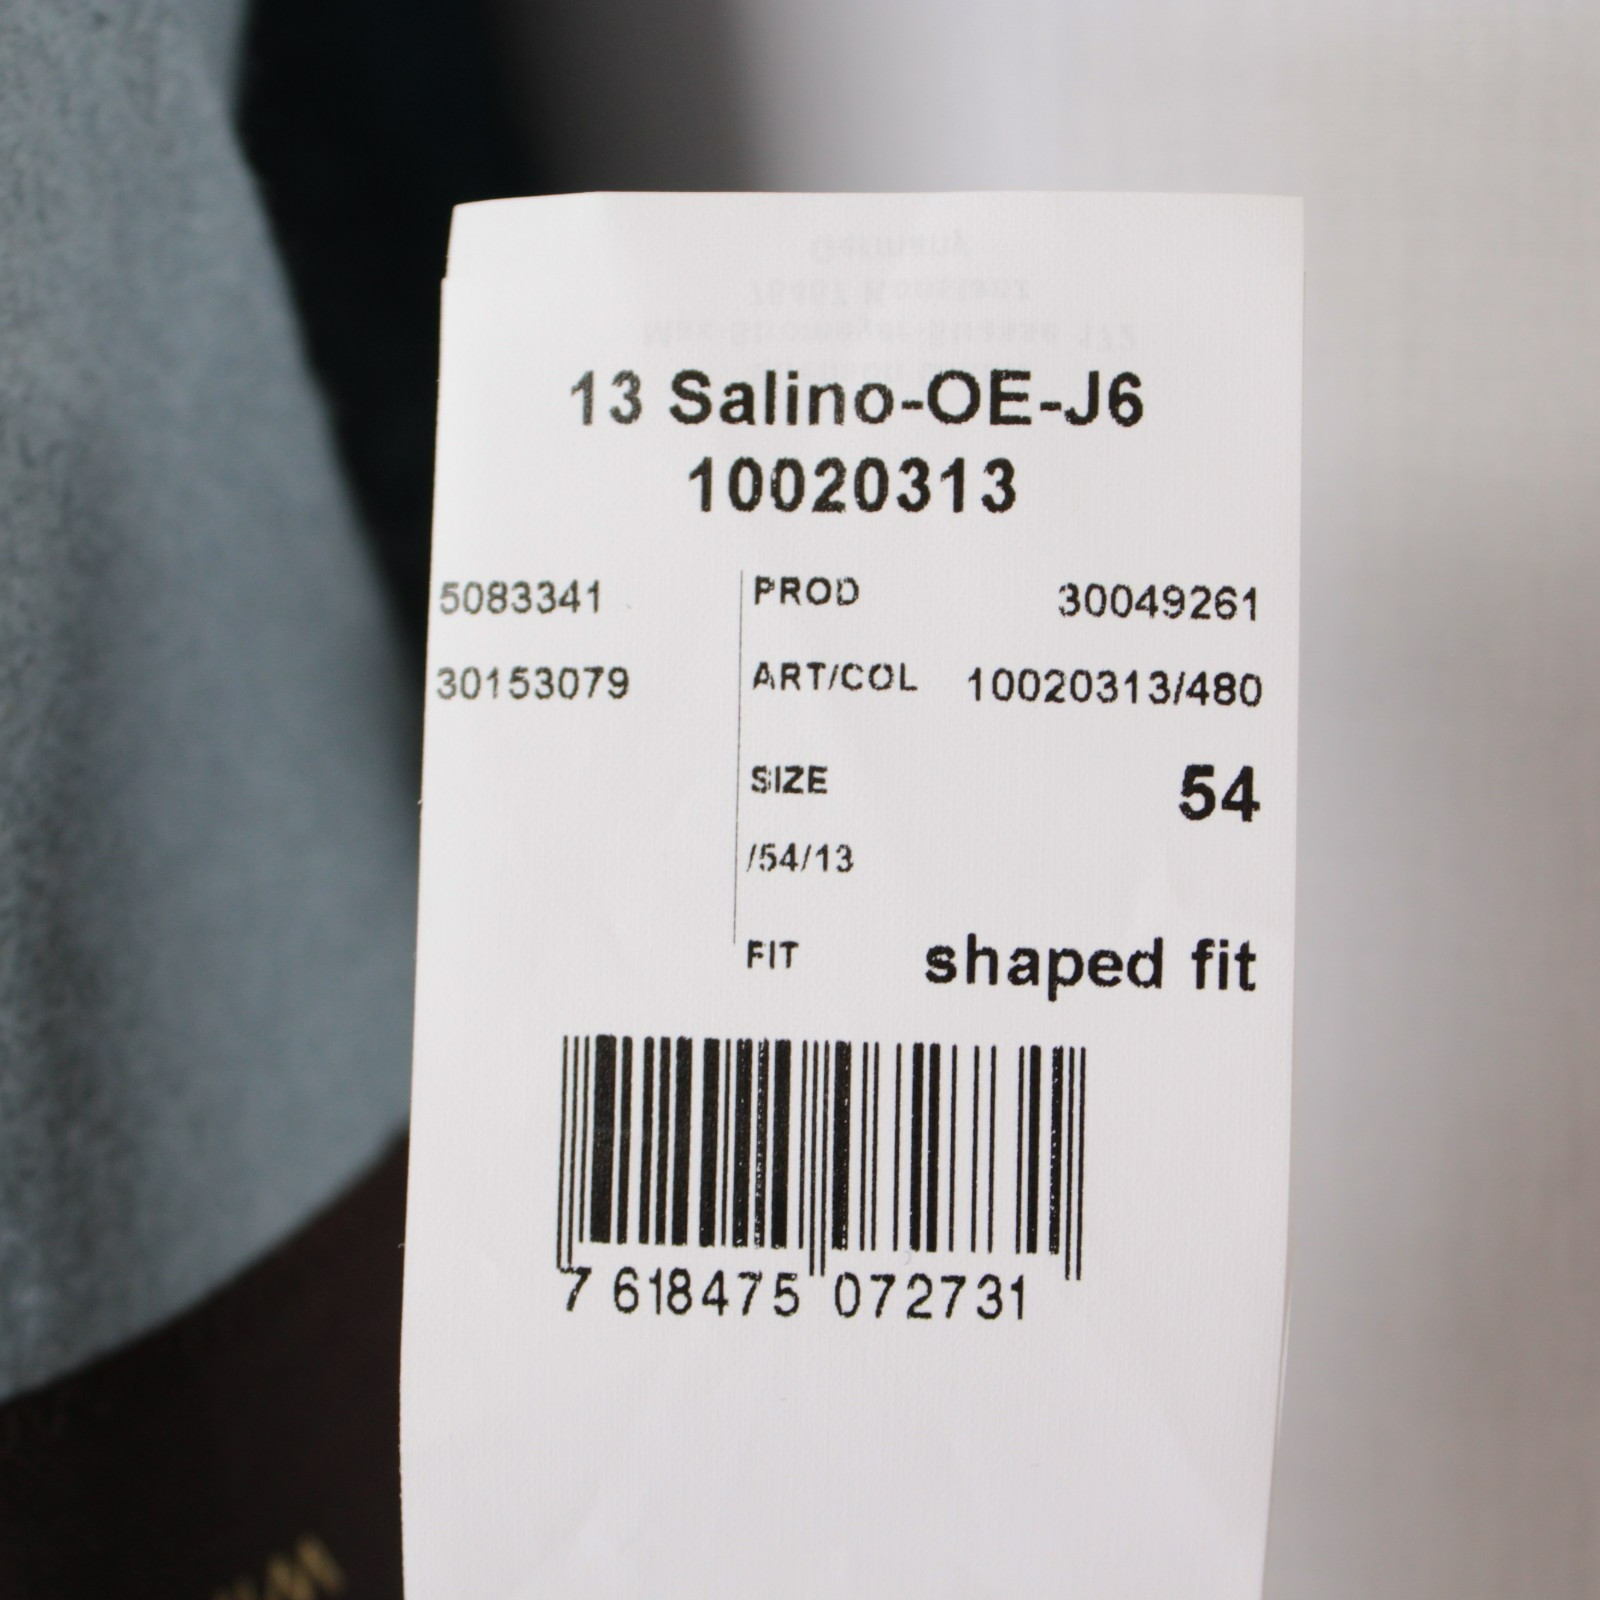 13 Salino-OE-J6
10020313
5083341
30153079
PROD 30049261
ART/COL 10020313/480
SIZE 54
/54/13
FIT shaped fit
7 618475 072731